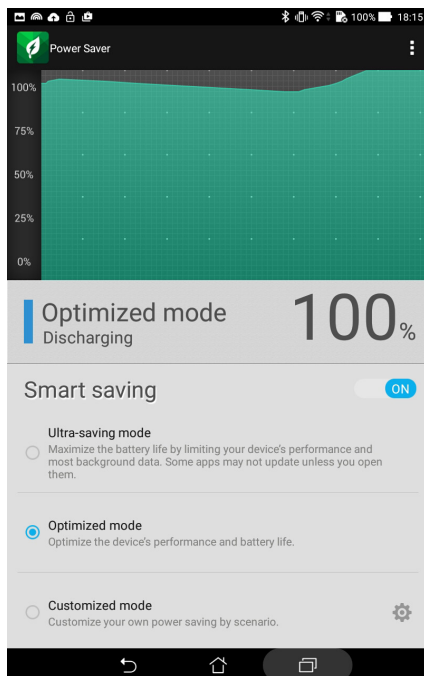 100% 18:15
Power Saver
100%
75%
50%
25%
0%
Optimized mode
Discharging
100%
Smart saving
ON
Ultra-saving mode
Maximize the battery life by limiting your device's performance and
most background data. Some apps may not update unless you open
them.
Optimized mode
Optimize the device's performance and battery life.
Customized mode
Customize your own power saving by scenario.